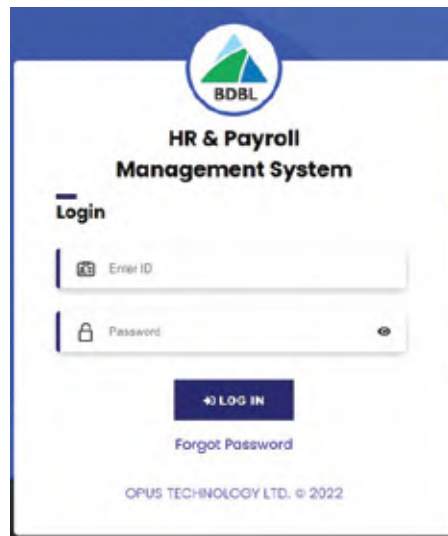 BDBL
HR & Payroll
Management System
Login
Enter ID
Password
LOG IN
Forgot Password
OPUS TECHNOLOGY LTD. © 2022